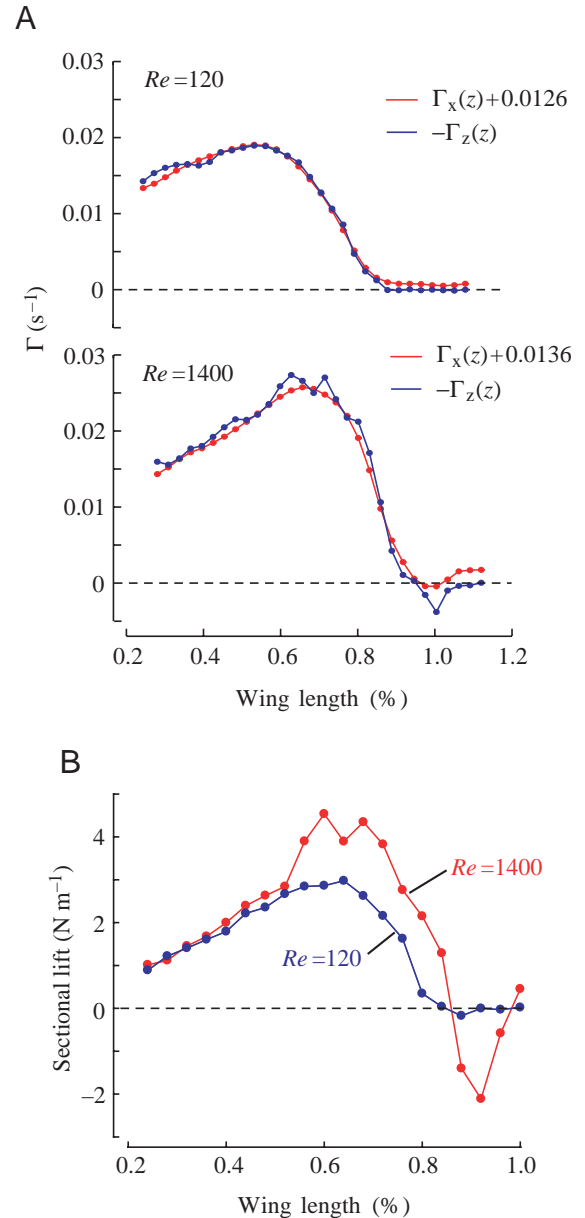 A
0.03
Re=120
Γx(z)+0.0126
–Γz(z)
0.02
0.01
0
Γ (s–1)
0.03
Re=1400
Γx(z)+0.0136
–Γz(z)
0.02
0.01
0
0.2 0.4 0.6 0.8 1.0 1.2
Wing length (%)
B
4
Re=1400
2
Re=120
0
–2
Sectional lift (N m–1)
0.2 0.4 0.6 0.8 1.0
Wing length (%)